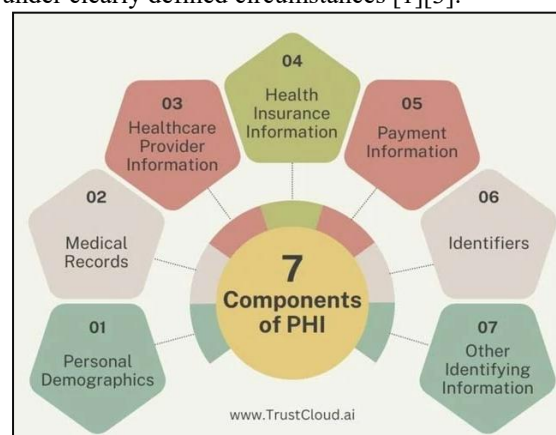 under clearly defined circumstances [1][3].
04
Health
Insurance
Information
03
Healthcare
Provider
Information
05
Payment
Information
02
Medical
Records
06
Identifiers
7
Components
of PHI
01
Personal
Demographics
07
Other
Identifying
Information
www.TrustCloud.ai